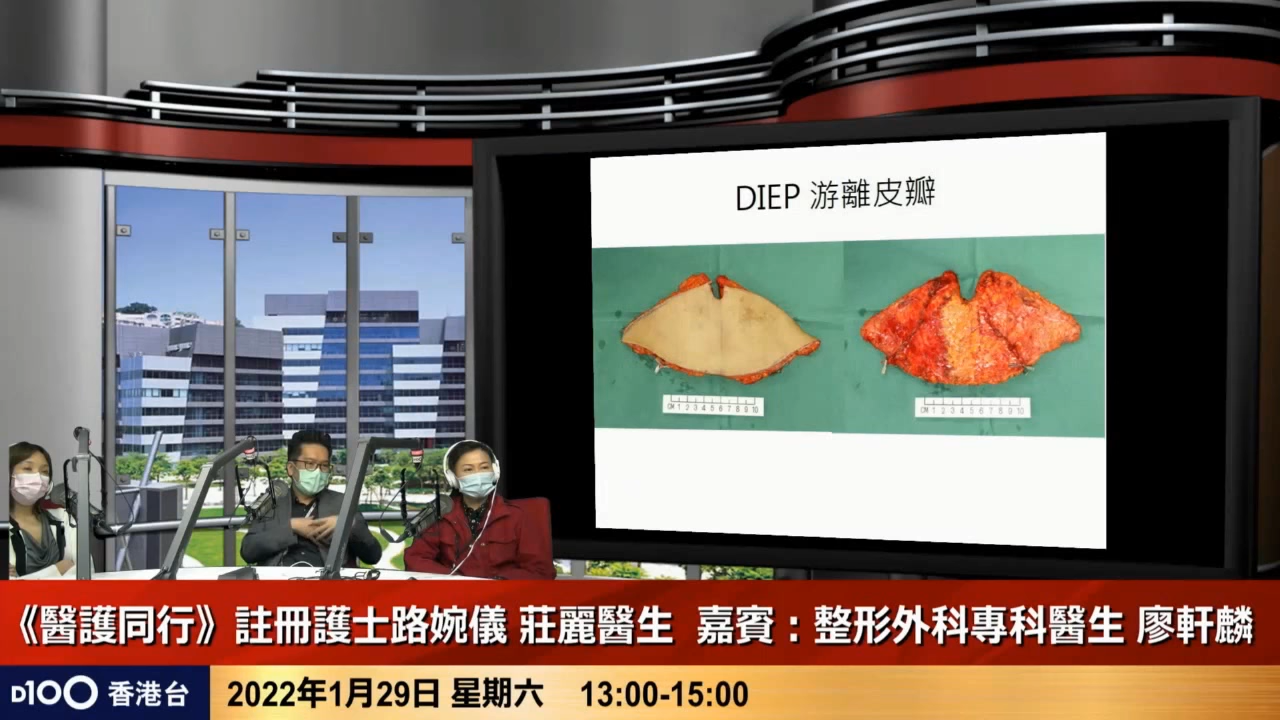 DIEP 游離皮瓣
CM 1 2 3 4 5 6 7 8 9 10
CM 1 2 3 4 5 6 7 8 9 10
《醫護同行》註冊護士路婉儀 莊麗醫生 嘉賓：整形外科專科醫生 廖軒麟
D100 香港台
2022年1月29日 星期六 13:00-15:00